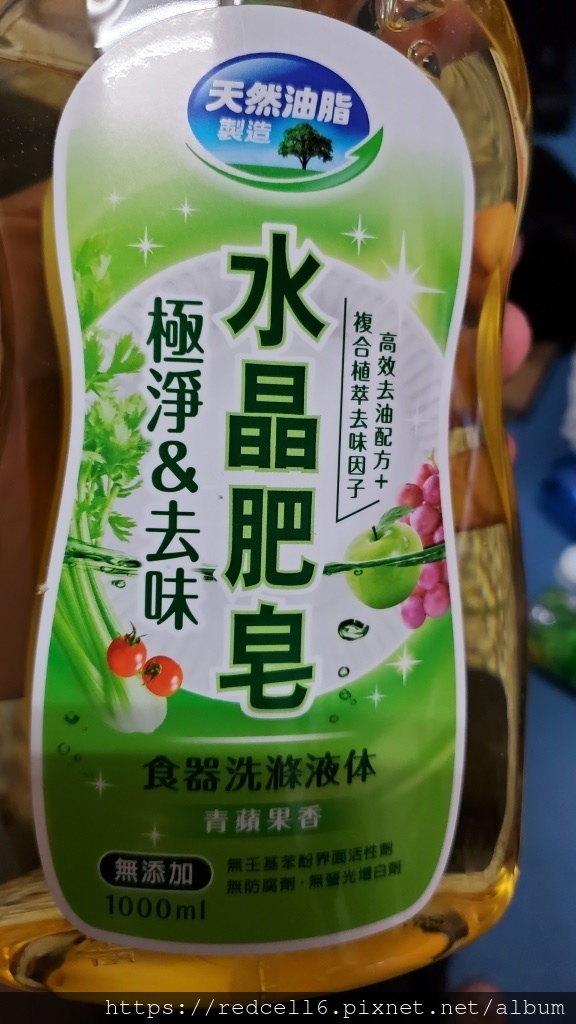 天然油脂
製造
水晶肥皂
極淨&去味
高效去油配方+
複合植萃去味因子
食器洗滌液体
青蘋果香
無添加
無壬基苯酚界面活性劑
無防腐劑·無螢光增白劑
1000ml
https://redcell6.pixnet.net/album